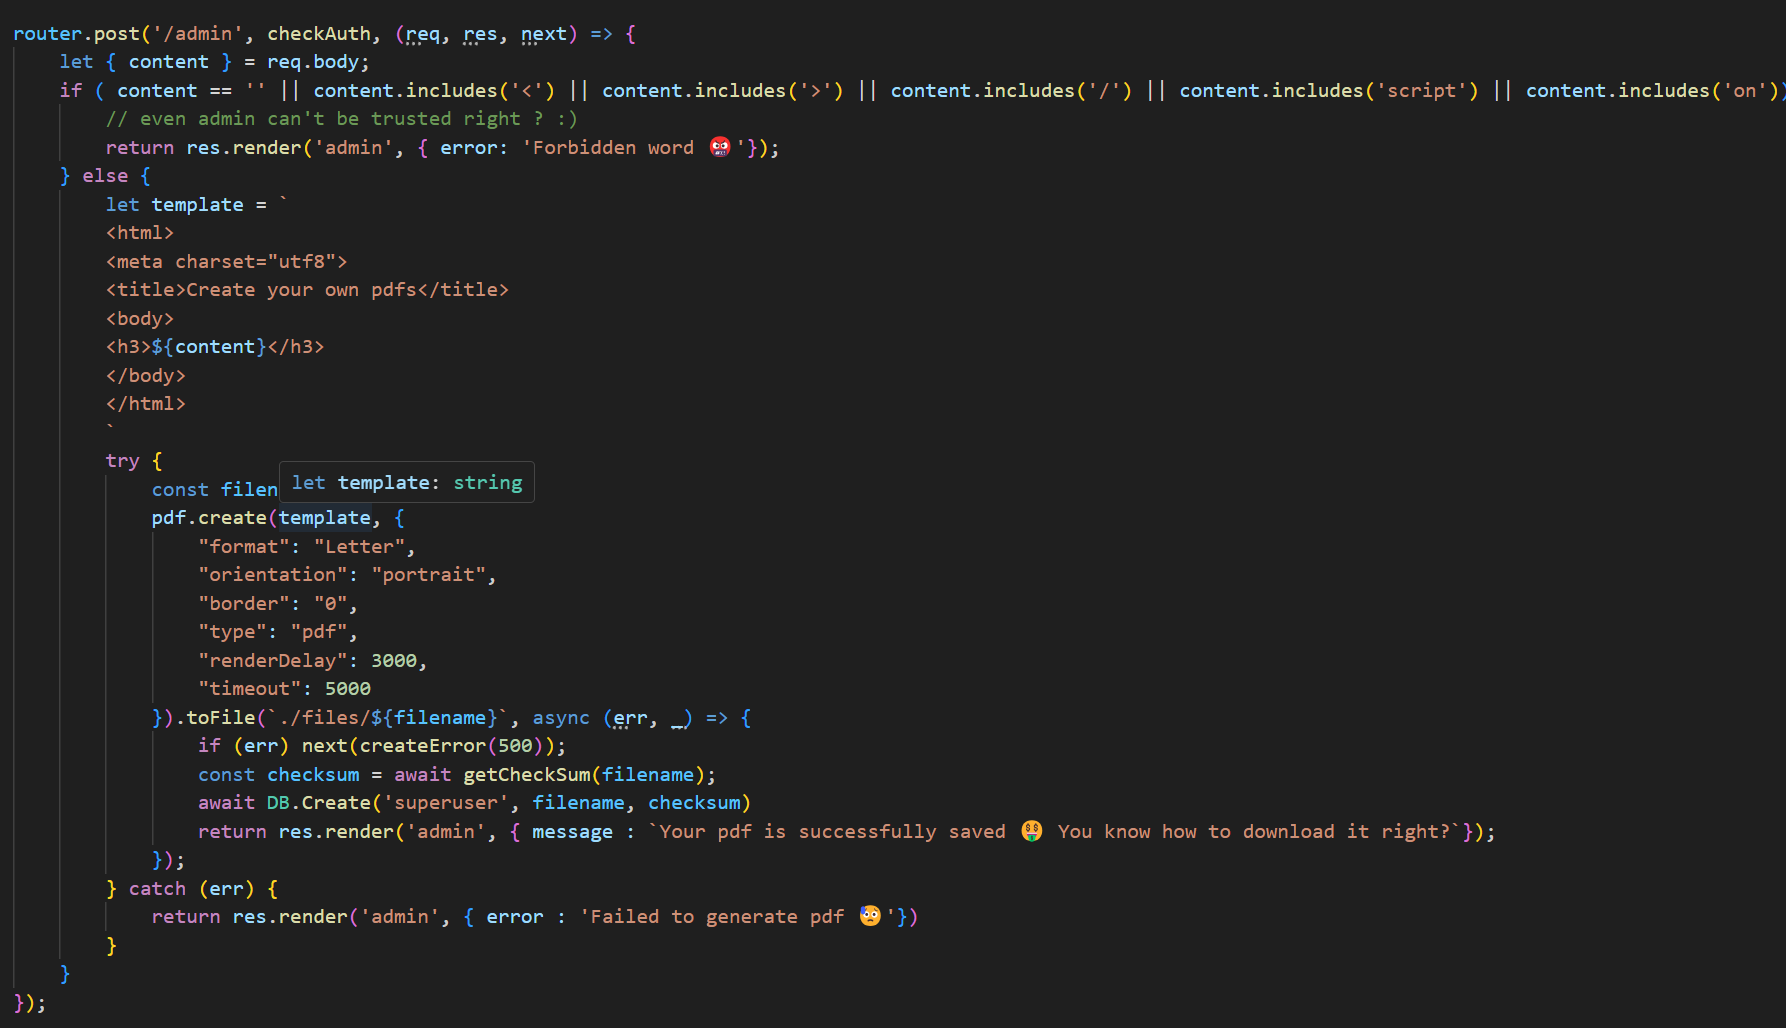 router.post('/admin', checkAuth, (req, res, next) => {
let { content } = req.body;
if ( content == '' || content.includes('<') || content.includes('>') || content.includes('/') || content.includes('script') || content.includes('on'))
// even admin can't be trusted right ? :)
return res.render('admin', { error: 'Forbidden word 🤬'});
} else {
let template = `
<html>
<meta charset="utf8">
<title>Create your own pdfs</title>
<body>
<h3>${content}</h3>
</body>
</html>
`
try {
const filen
let template: string
pdf.create(template, {
"format": "Letter",
"orientation": "portrait",
"border": "0",
"type": "pdf",
"renderDelay": 3000,
"timeout": 5000
}).toFile(`./files/${filename}`, async (err, _) => {
if (err) next(createError(500));
const checksum = await getCheckSum(filename);
await DB.Create('superuser', filename, checksum)
return res.render('admin', { message : `Your pdf is successfully saved 🤑 You know how to download it right?`});
});
} catch (err) {
return res.render('admin', { error : 'Failed to generate pdf 😓'})
}
}
});